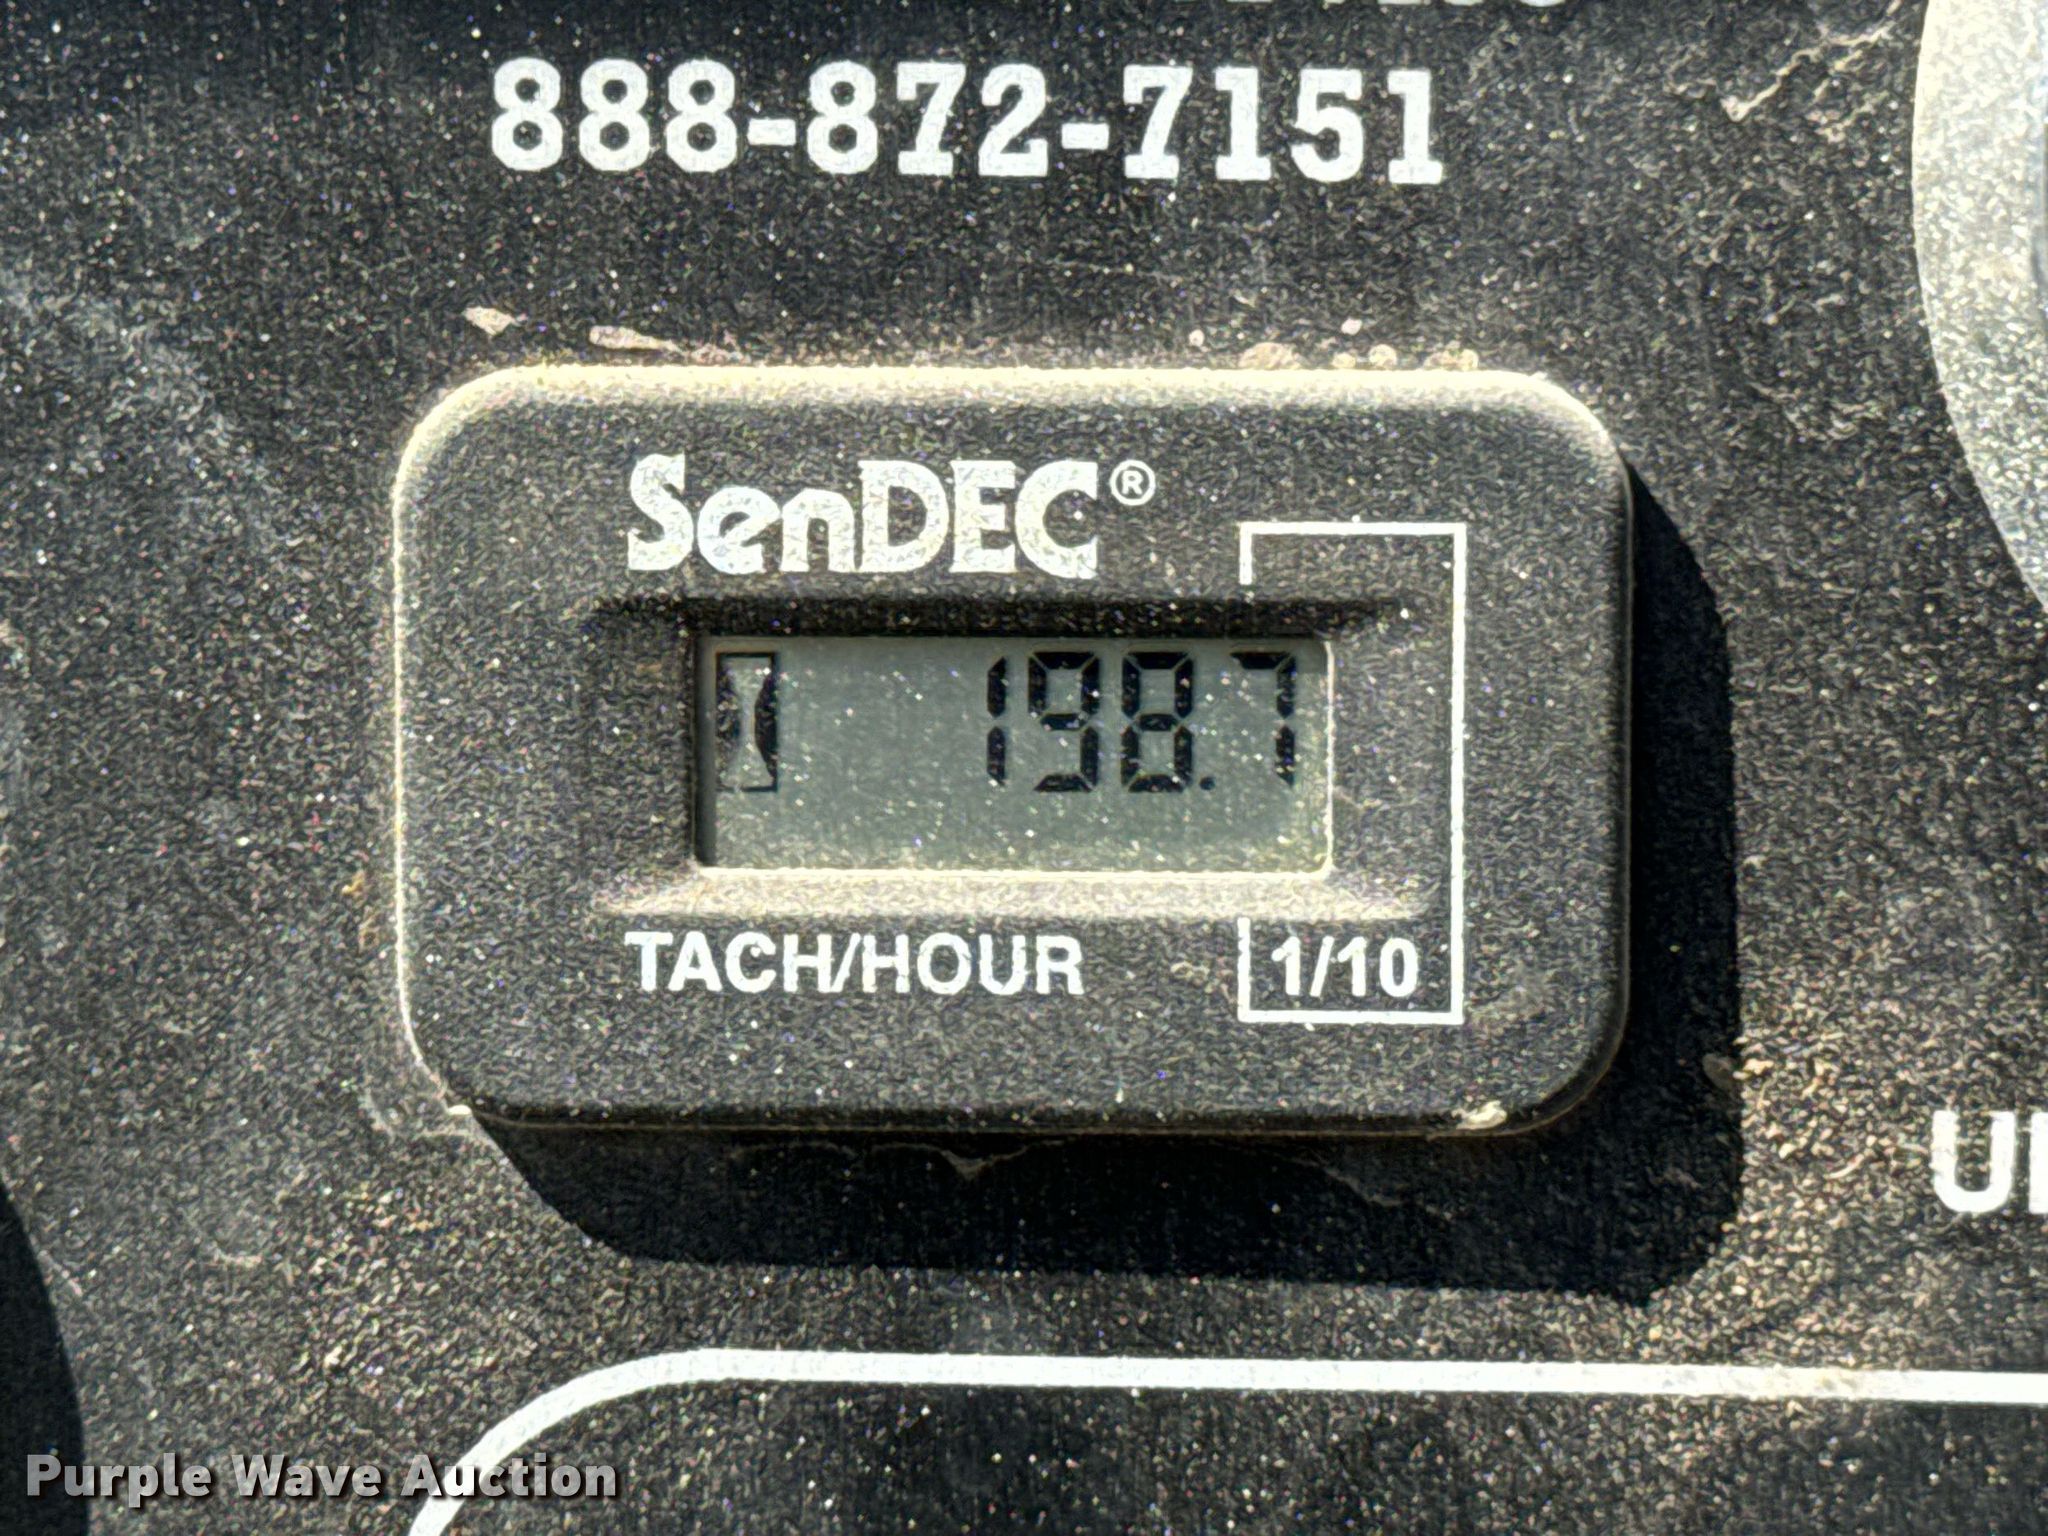 888-872-7151
SenDEC®
198.7
TACH/HOUR
1/10
Purple Wave Auction